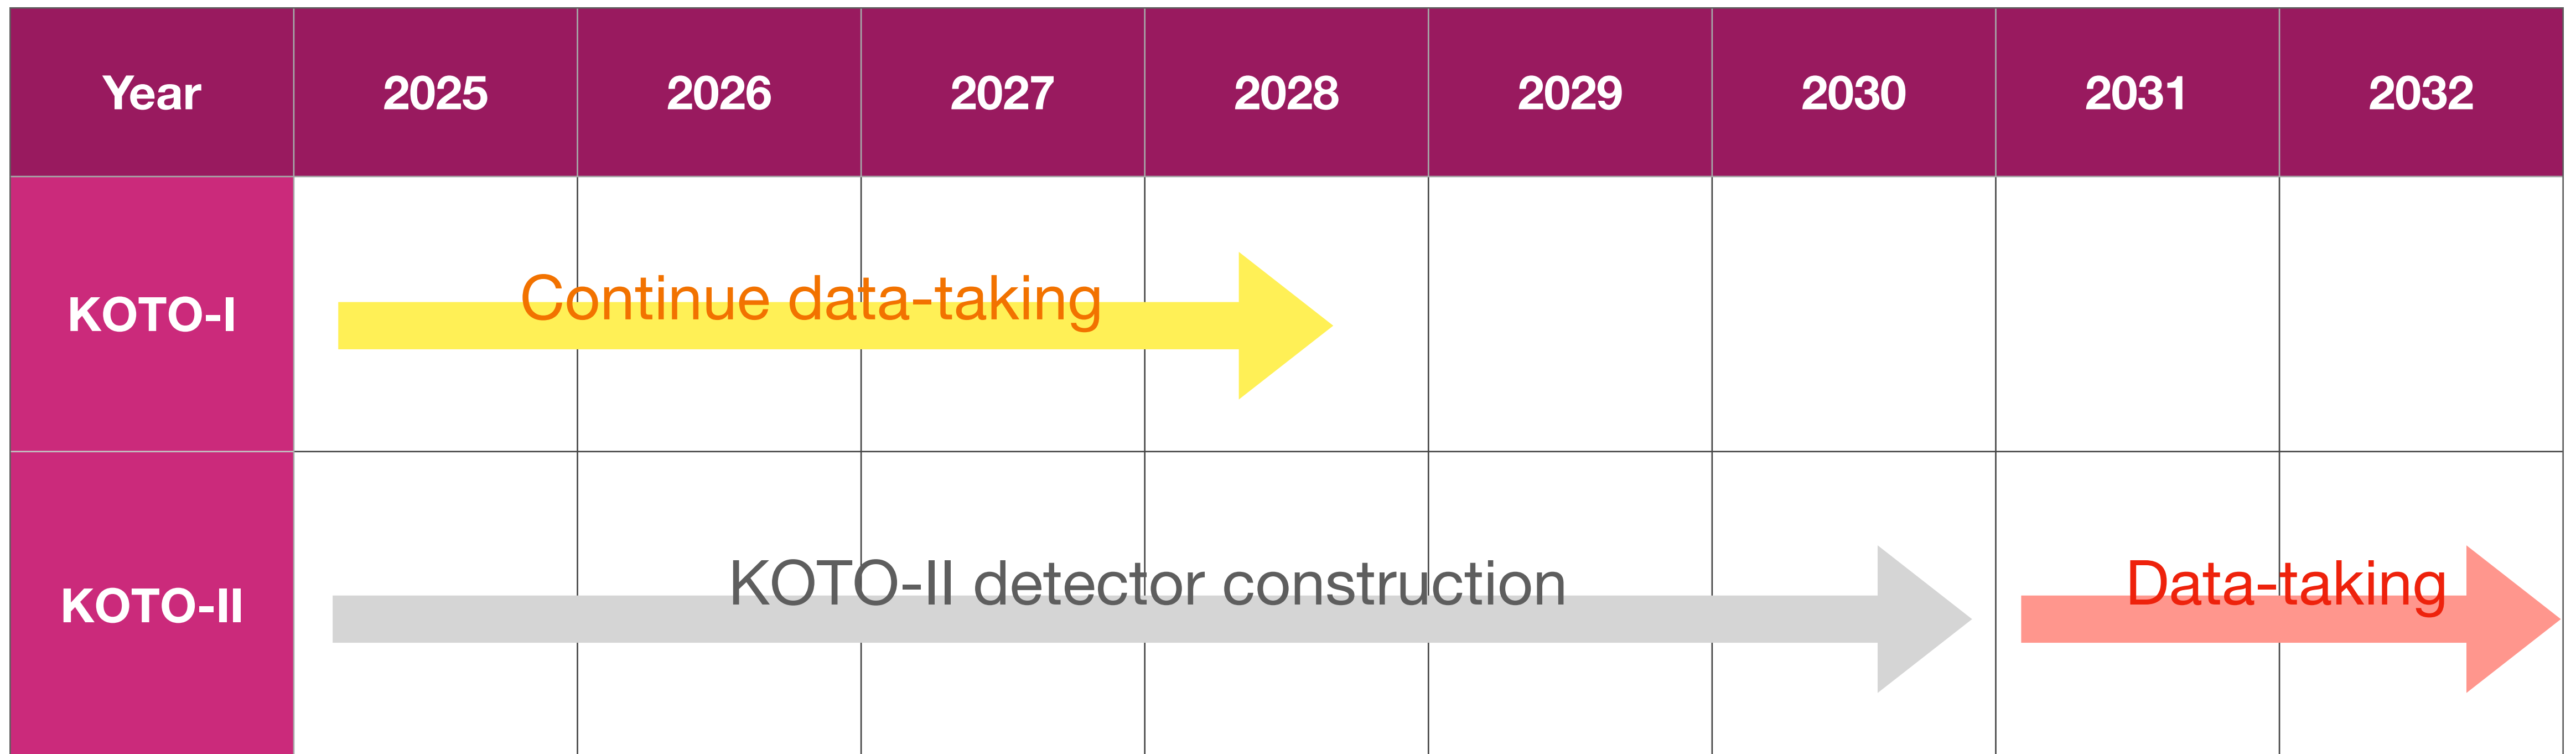 Year 2025 2026 2027 2028 2029 2030 2031 2032
KOTO-I Continue data-taking
KOTO-II KOTO-II detector construction Data-taking